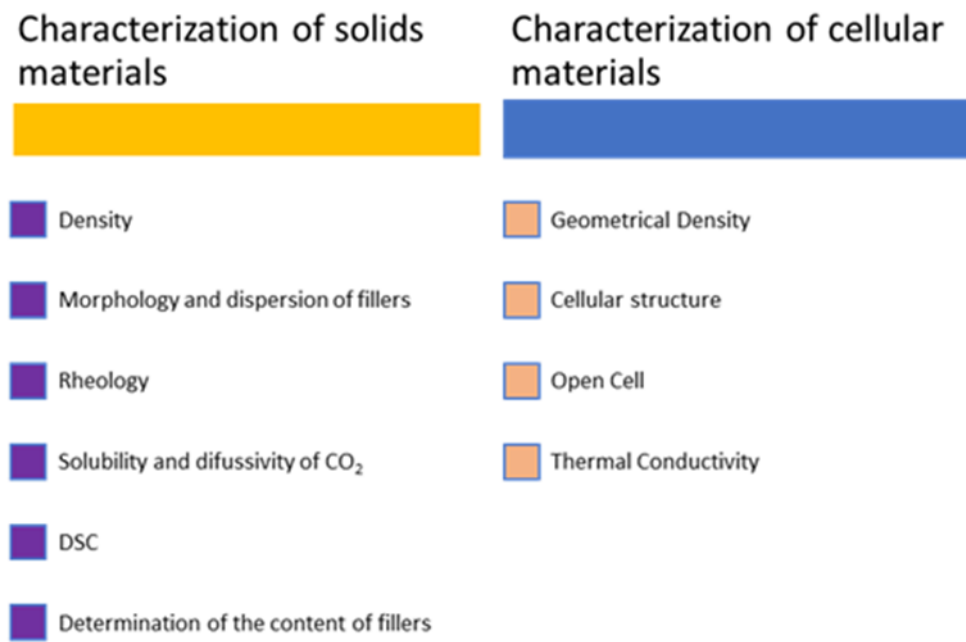 Characterization of solids
materials
Density
Morphology and dispersion of fillers
Rheology
Solubility and difussivity of CO₂
DSC
Determination of the content of fillers
Characterization of cellular
materials
Geometrical Density
Cellular structure
Open Cell
Thermal Conductivity